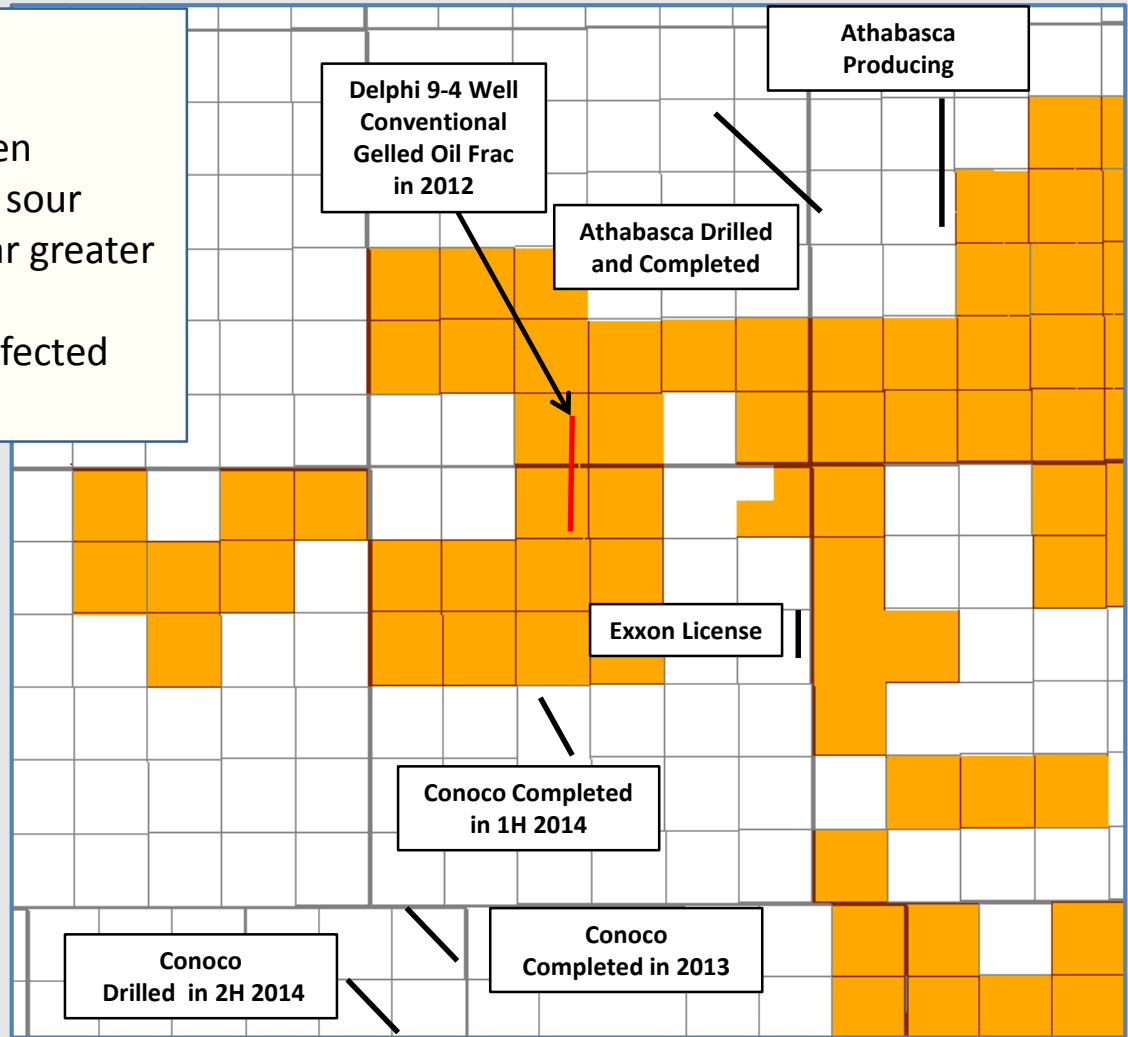 en
sour
r greater
fected
Delphi 9-4 Well
Conventional
Gelled Oil Frac
in 2012
Athabasca
Producing
Athabasca Drilled
and Completed
Exxon License
Conoco Completed
in 1H 2014
Conoco
Completed in 2013
Conoco
Drilled in 2H 2014